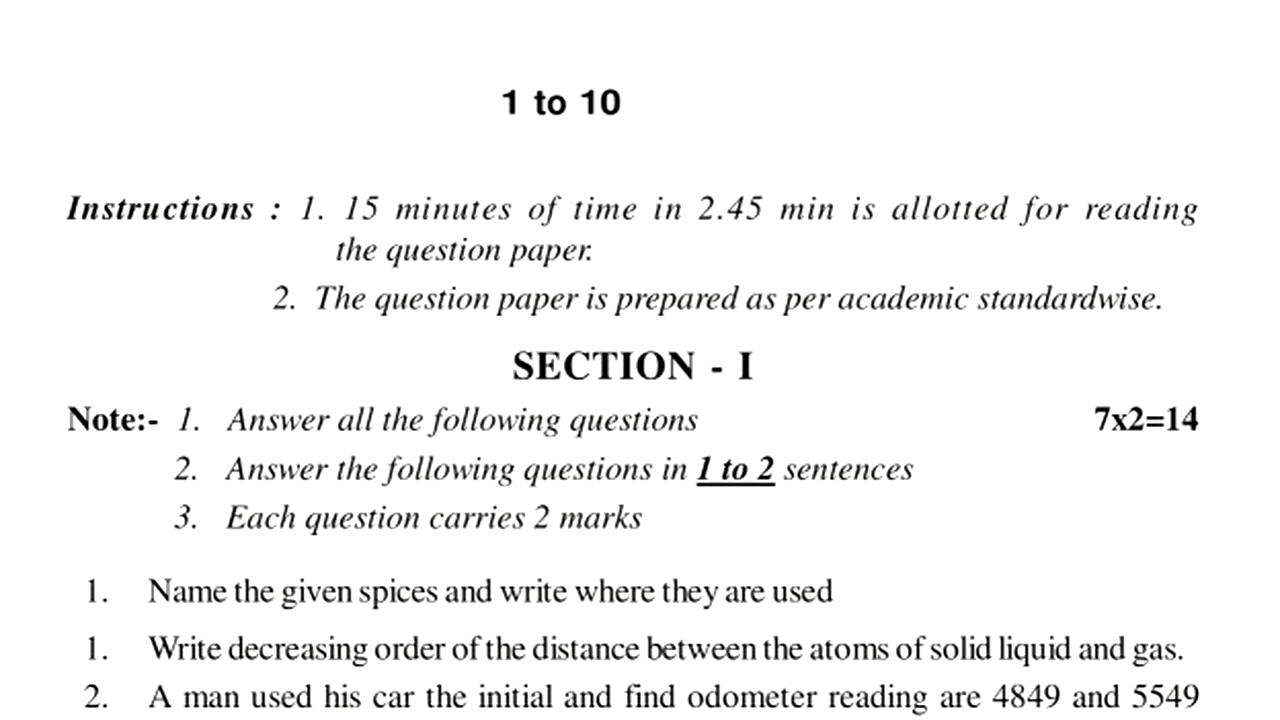 1 to 10
Instructions : 1. 15 minutes of time in 2.45 min is allotted for reading
the question paper.
2. The question paper is prepared as per academic standardwise.
SECTION - I
Note:- 1. Answer all the following questions 7x2=14
2. Answer the following questions in 1 to 2 sentences
3. Each question carries 2 marks
1. Name the given spices and write where they are used
1. Write decreasing order of the distance between the atoms of solid liquid and gas.
2. A man used his car the initial and find odometer reading are 4849 and 5549